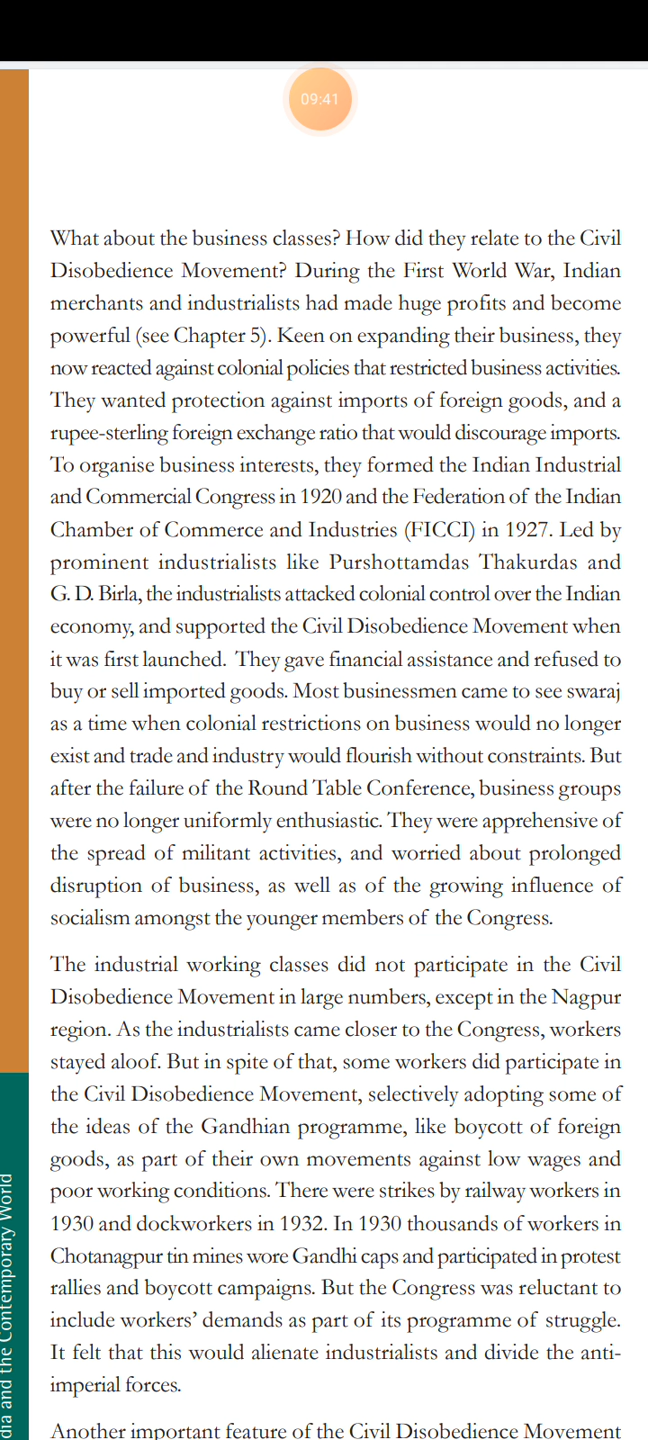 09:41
What about the business classes? How did they relate to the Civil
Disobedience Movement? During the First World War, Indian
merchants and industrialists had made huge profits and become
powerful (see Chapter 5). Keen on expanding their business, they
now reacted against colonial policies that restricted business activities.
They wanted protection against imports of foreign goods, and a
rupee-sterling foreign exchange ratio that would discourage imports.
To organise business interests, they formed the Indian Industrial
and Commercial Congress in 1920 and the Federation of the Indian
Chamber of Commerce and Industries (FICCI) in 1927. Led by
prominent industrialists like Purshottamdas Thakurdas and
G. D. Birla, the industrialists attacked colonial control over the Indian
economy, and supported the Civil Disobedience Movement when
it was first launched. They gave financial assistance and refused to
buy or sell imported goods. Most businessmen came to see swaraj
as a time when colonial restrictions on business would no longer
exist and trade and industry would flourish without constraints. But
after the failure of the Round Table Conference, business groups
were no longer uniformly enthusiastic. They were apprehensive of
the spread of militant activities, and worried about prolonged
disruption of business, as well as of the growing influence of
socialism amongst the younger members of the Congress.
The industrial working classes did not participate in the Civil
Disobedience Movement in large numbers, except in the Nagpur
region. As the industrialists came closer to the Congress, workers
stayed aloof. But in spite of that, some workers did participate in
the Civil Disobedience Movement, selectively adopting some of
the ideas of the Gandhian programme, like boycott of foreign
goods, as part of their own movements against low wages and
poor working conditions. There were strikes by railway workers in
1930 and dockworkers in 1932. In 1930 thousands of workers in
Chotanagpur tin mines wore Gandhi caps and participated in protest
rallies and boycott campaigns. But the Congress was reluctant to
include workers’ demands as part of its programme of struggle.
It felt that this would alienate industrialists and divide the anti-
imperial forces.
Another important feature of the Civil Disobedience Movement
dia and the Contemporary World